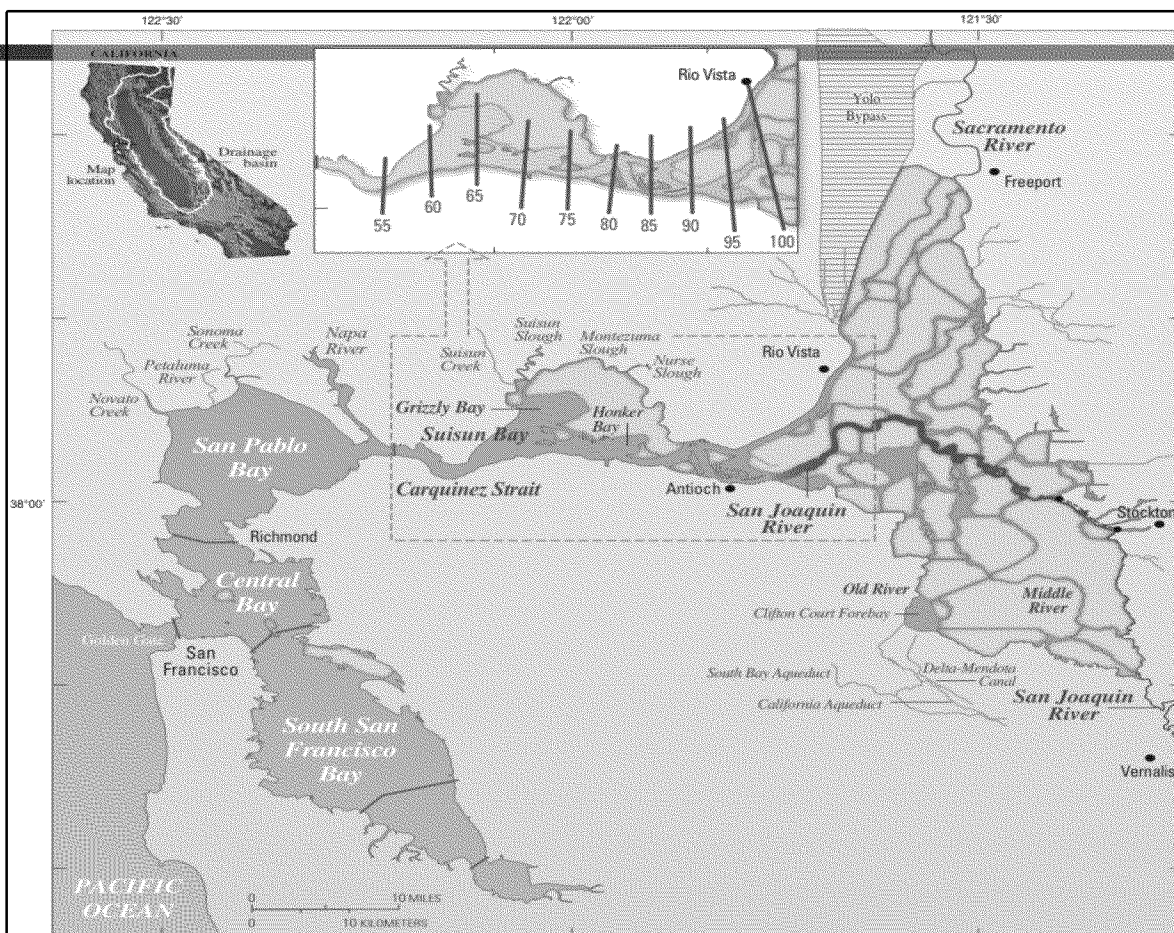 122°30'
122°00'
121°30'
CALIFORNIA
Map
location
Drainage
basin
Rio Vista
55
60
65
70
75
80
85
90
95
100
Yolo
Bypass
Sacramento
River
Freeport
Sonoma
Creek
Napa
River
Petaluma
River
Novato
Creek
Suisun
Creek
Suisun
Slough
Montezuma
Slough
Nurse
Slough
Rio Vista
Grizzly Bay
Honker
Bay
Suisun Bay
San Pablo
Bay
Carquinez Strait
Antioch
San Joaquin
River
Stockton
38°00'
Richmond
Central
Bay
Old River
Clifton Court Forebay
Middle
River
Golden Gate
San
Francisco
South Bay Aqueduct
Delta-Mendota
Canal
California Aqueduct
San Joaquin
River
South San
Francisco
Bay
Vernalis
PACIFIC
OCEAN
0 10 MILES
0 10 KILOMETERS